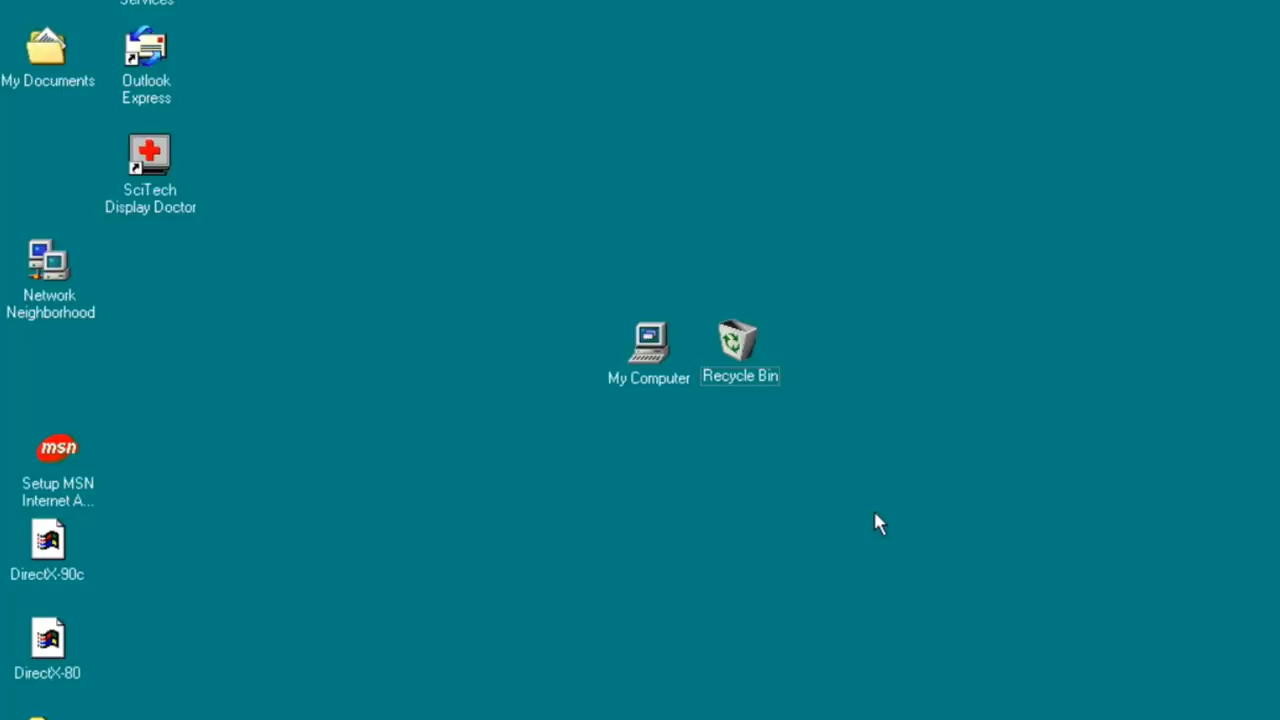 Services
My Documents
Outlook
Express
SciTech
Display Doctor
Network
Neighborhood
My Computer
Recycle Bin
msn
Setup MSN
Internet A...
DirectX-90c
DirectX-80